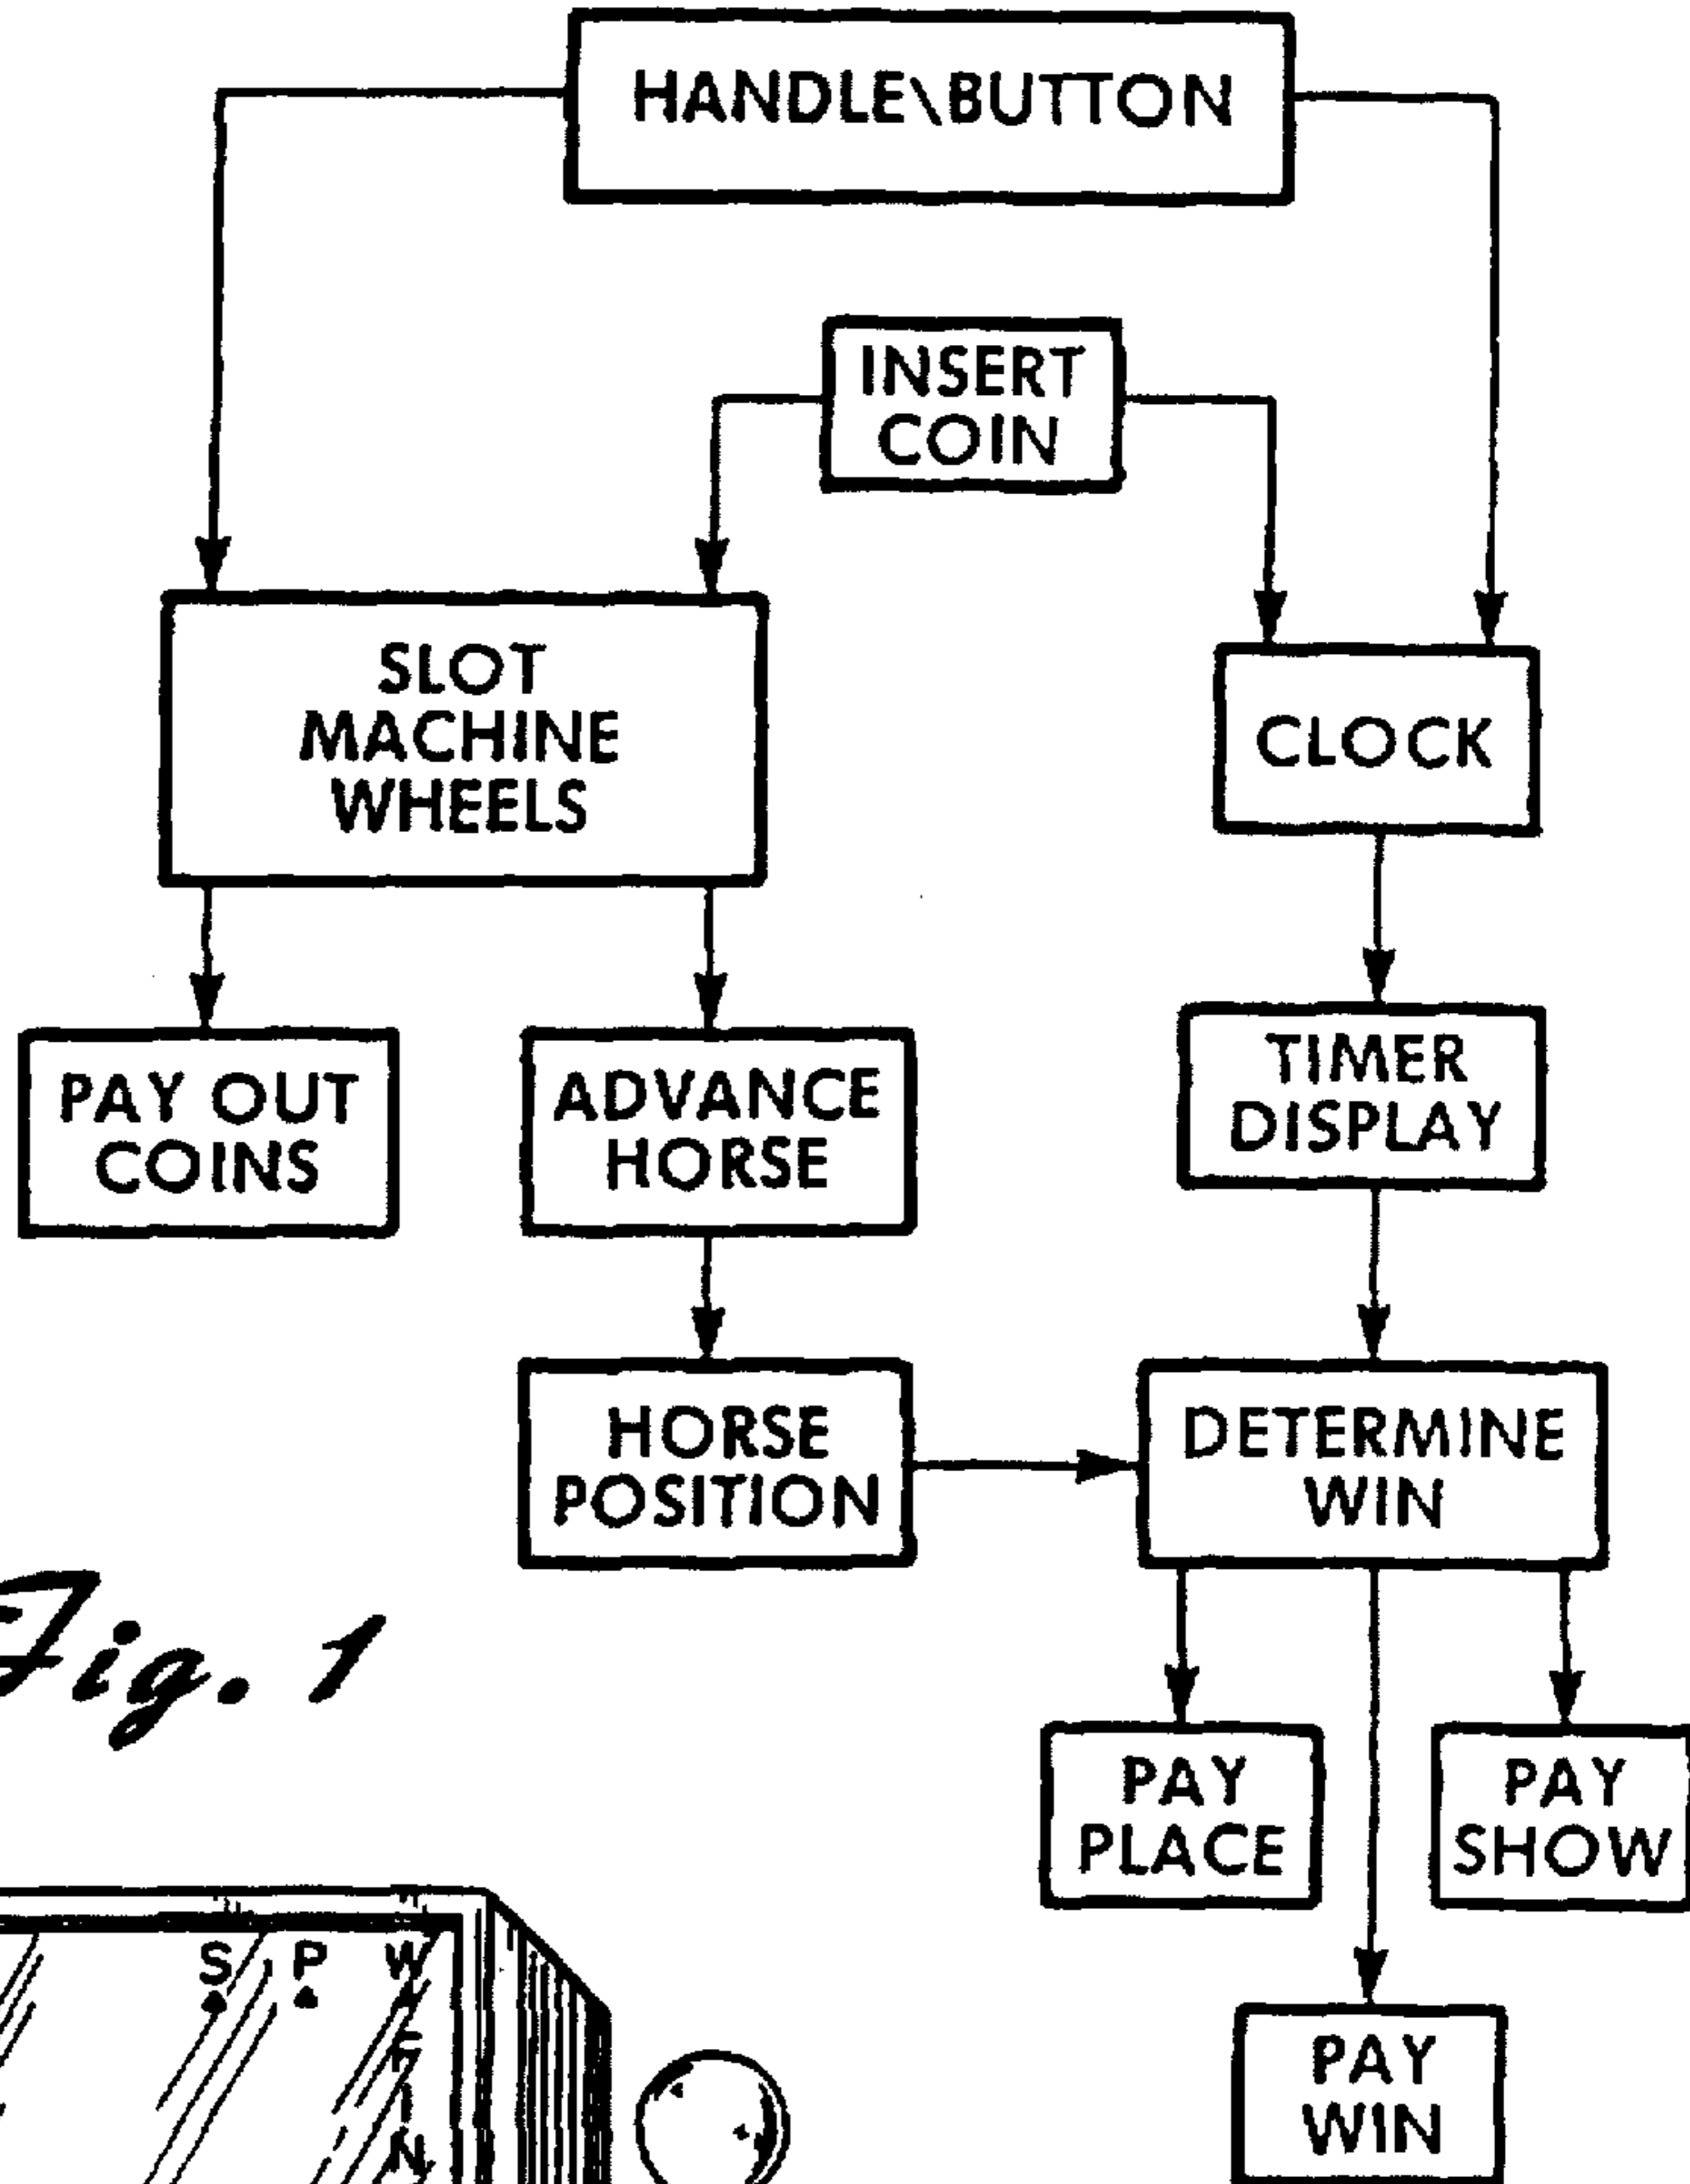 HANDLE\BUTTON
INSERT
COIN
SLOT
MACHINE
WHEELS
CLOCK
PAY OUT
COINS
ADVANCE
HORSE
TIMER
DISPLAY
HORSE
POSITION
DETERMINE
WIN
Fig. 1
PAY
PLACE
PAY
SHOW
PAY
WIN
S P W